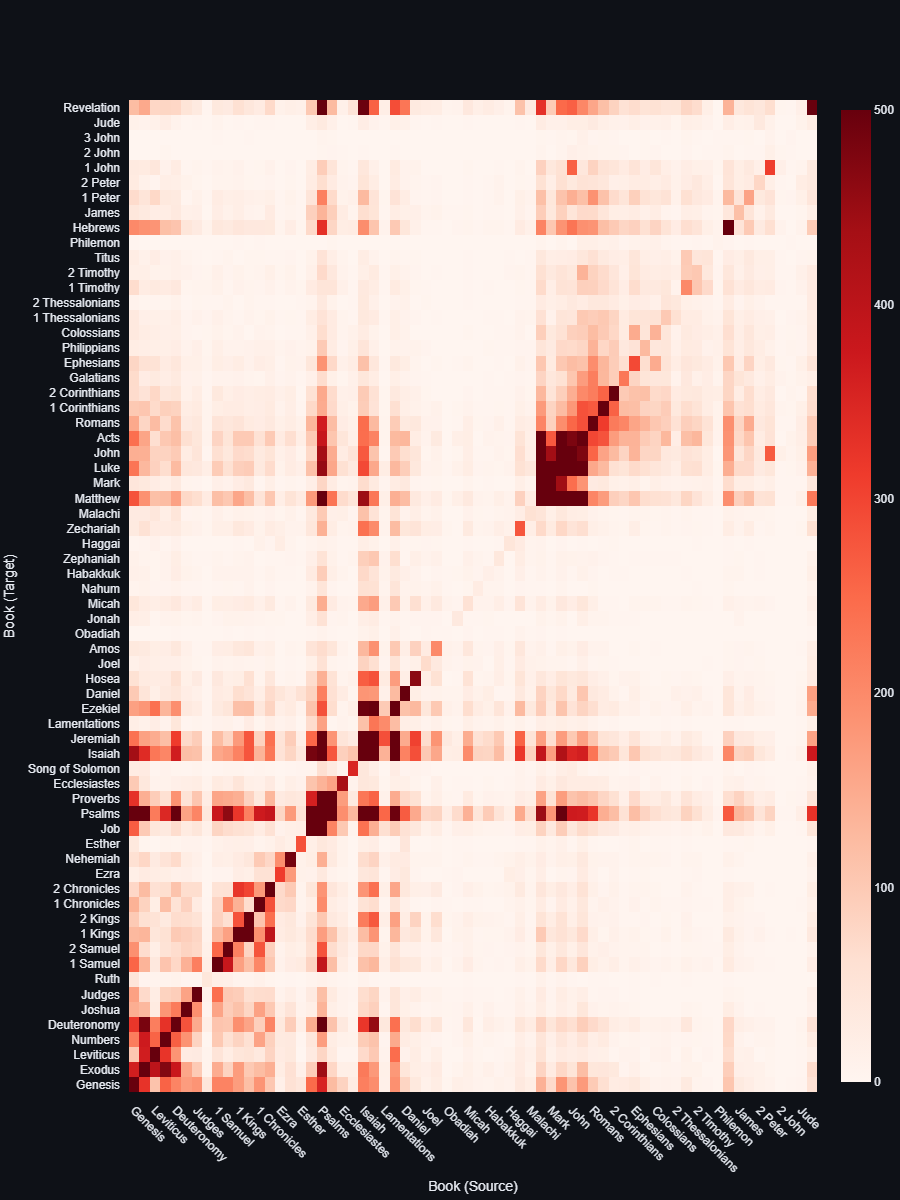 Revelation
Jude
3 John
2 John
1 John
2 Peter
1 Peter
James
Hebrews
Philemon
Titus
2 Timothy
1 Timothy
2 Thessalonians
1 Thessalonians
Colossians
Philippians
Ephesians
Galatians
2 Corinthians
1 Corinthians
Romans
Acts
John
Luke
Mark
Matthew
Malachi
Zechariah
Haggai
Zephaniah
Habakkuk
Nahum
Micah
Jonah
Obadiah
Amos
Joel
Hosea
Daniel
Ezekiel
Lamentations
Jeremiah
Isaiah
Song of Solomon
Ecclesiastes
Proverbs
Psalms
Job
Esther
Nehemiah
Ezra
2 Chronicles
1 Chronicles
2 Kings
1 Kings
2 Samuel
1 Samuel
Ruth
Judges
Joshua
Deuteronomy
Numbers
Leviticus
Exodus
Genesis
Book (Target)
Genesis
Leviticus
Deuteronomy
Judges
1 Samuel
1 Kings
1 Chronicles
Ezra
Esther
Psalms
Ecclesiastes
Isaiah
Lamentations
Daniel
Joel
Obadiah
Micah
Habakkuk
Haggai
Malachi
Mark
John
Romans
2 Corinthians
Ephesians
Colossians
2 Thessalonians
2 Timothy
Philemon
James
2 Peter
2 John
Jude
Book (Source)
500
400
300
200
100
0